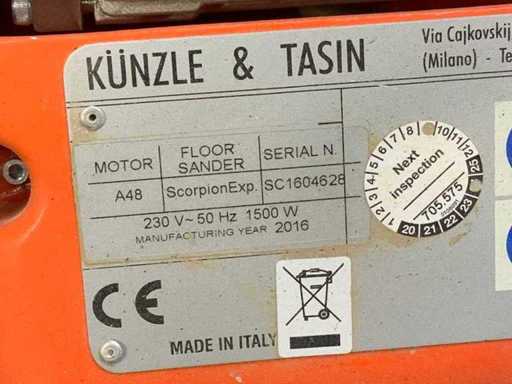 KÜNZLE & TASIN
Via Cajkovskij
(Milano) - Te
MOTOR FLOOR SANDER SERIAL N.
A48 ScorpionExp. SC1604628
230 V~ 50 Hz 1500 W
MANUFACTURING YEAR 2016
Next
inspection
705.575
1 2 3 4 5 6 7 8 10 11 12
20 21 22 23 25
CE
MADE IN ITALY